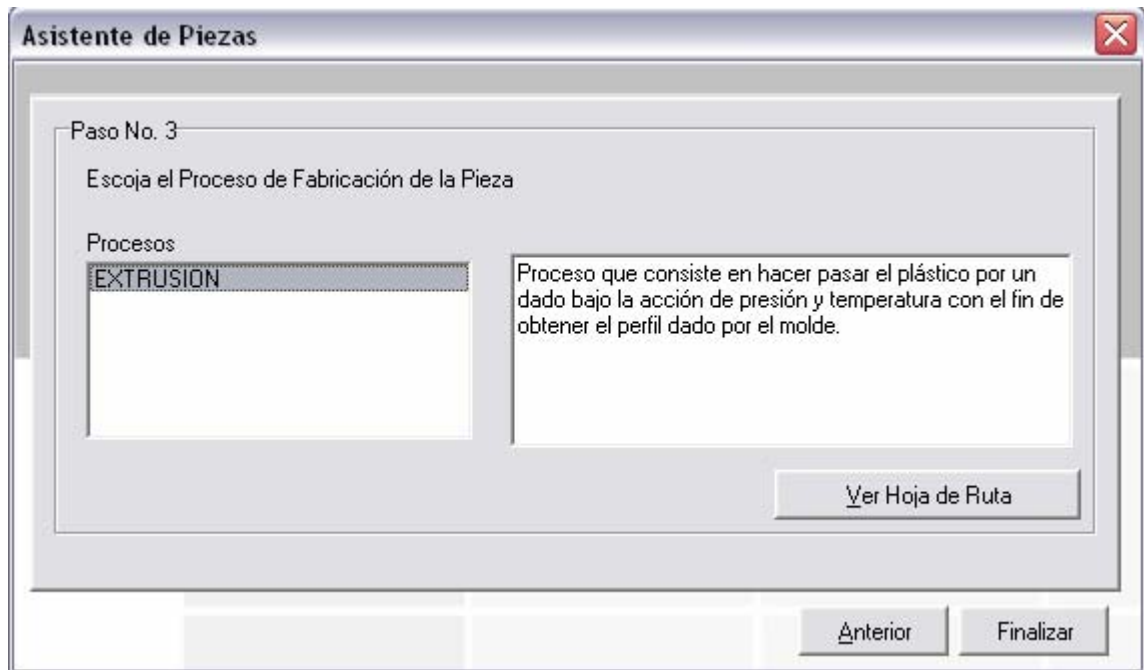 Asistente de Piezas
Paso No. 3
Escoja el Proceso de Fabricación de la Pieza
Procesos
EXTRUSION
Proceso que consiste en hacer pasar el plástico por un
dado bajo la acción de presión y temperatura con el fin de
obtener el perfil dado por el molde.
Ver Hoja de Ruta
Anterior
Finalizar